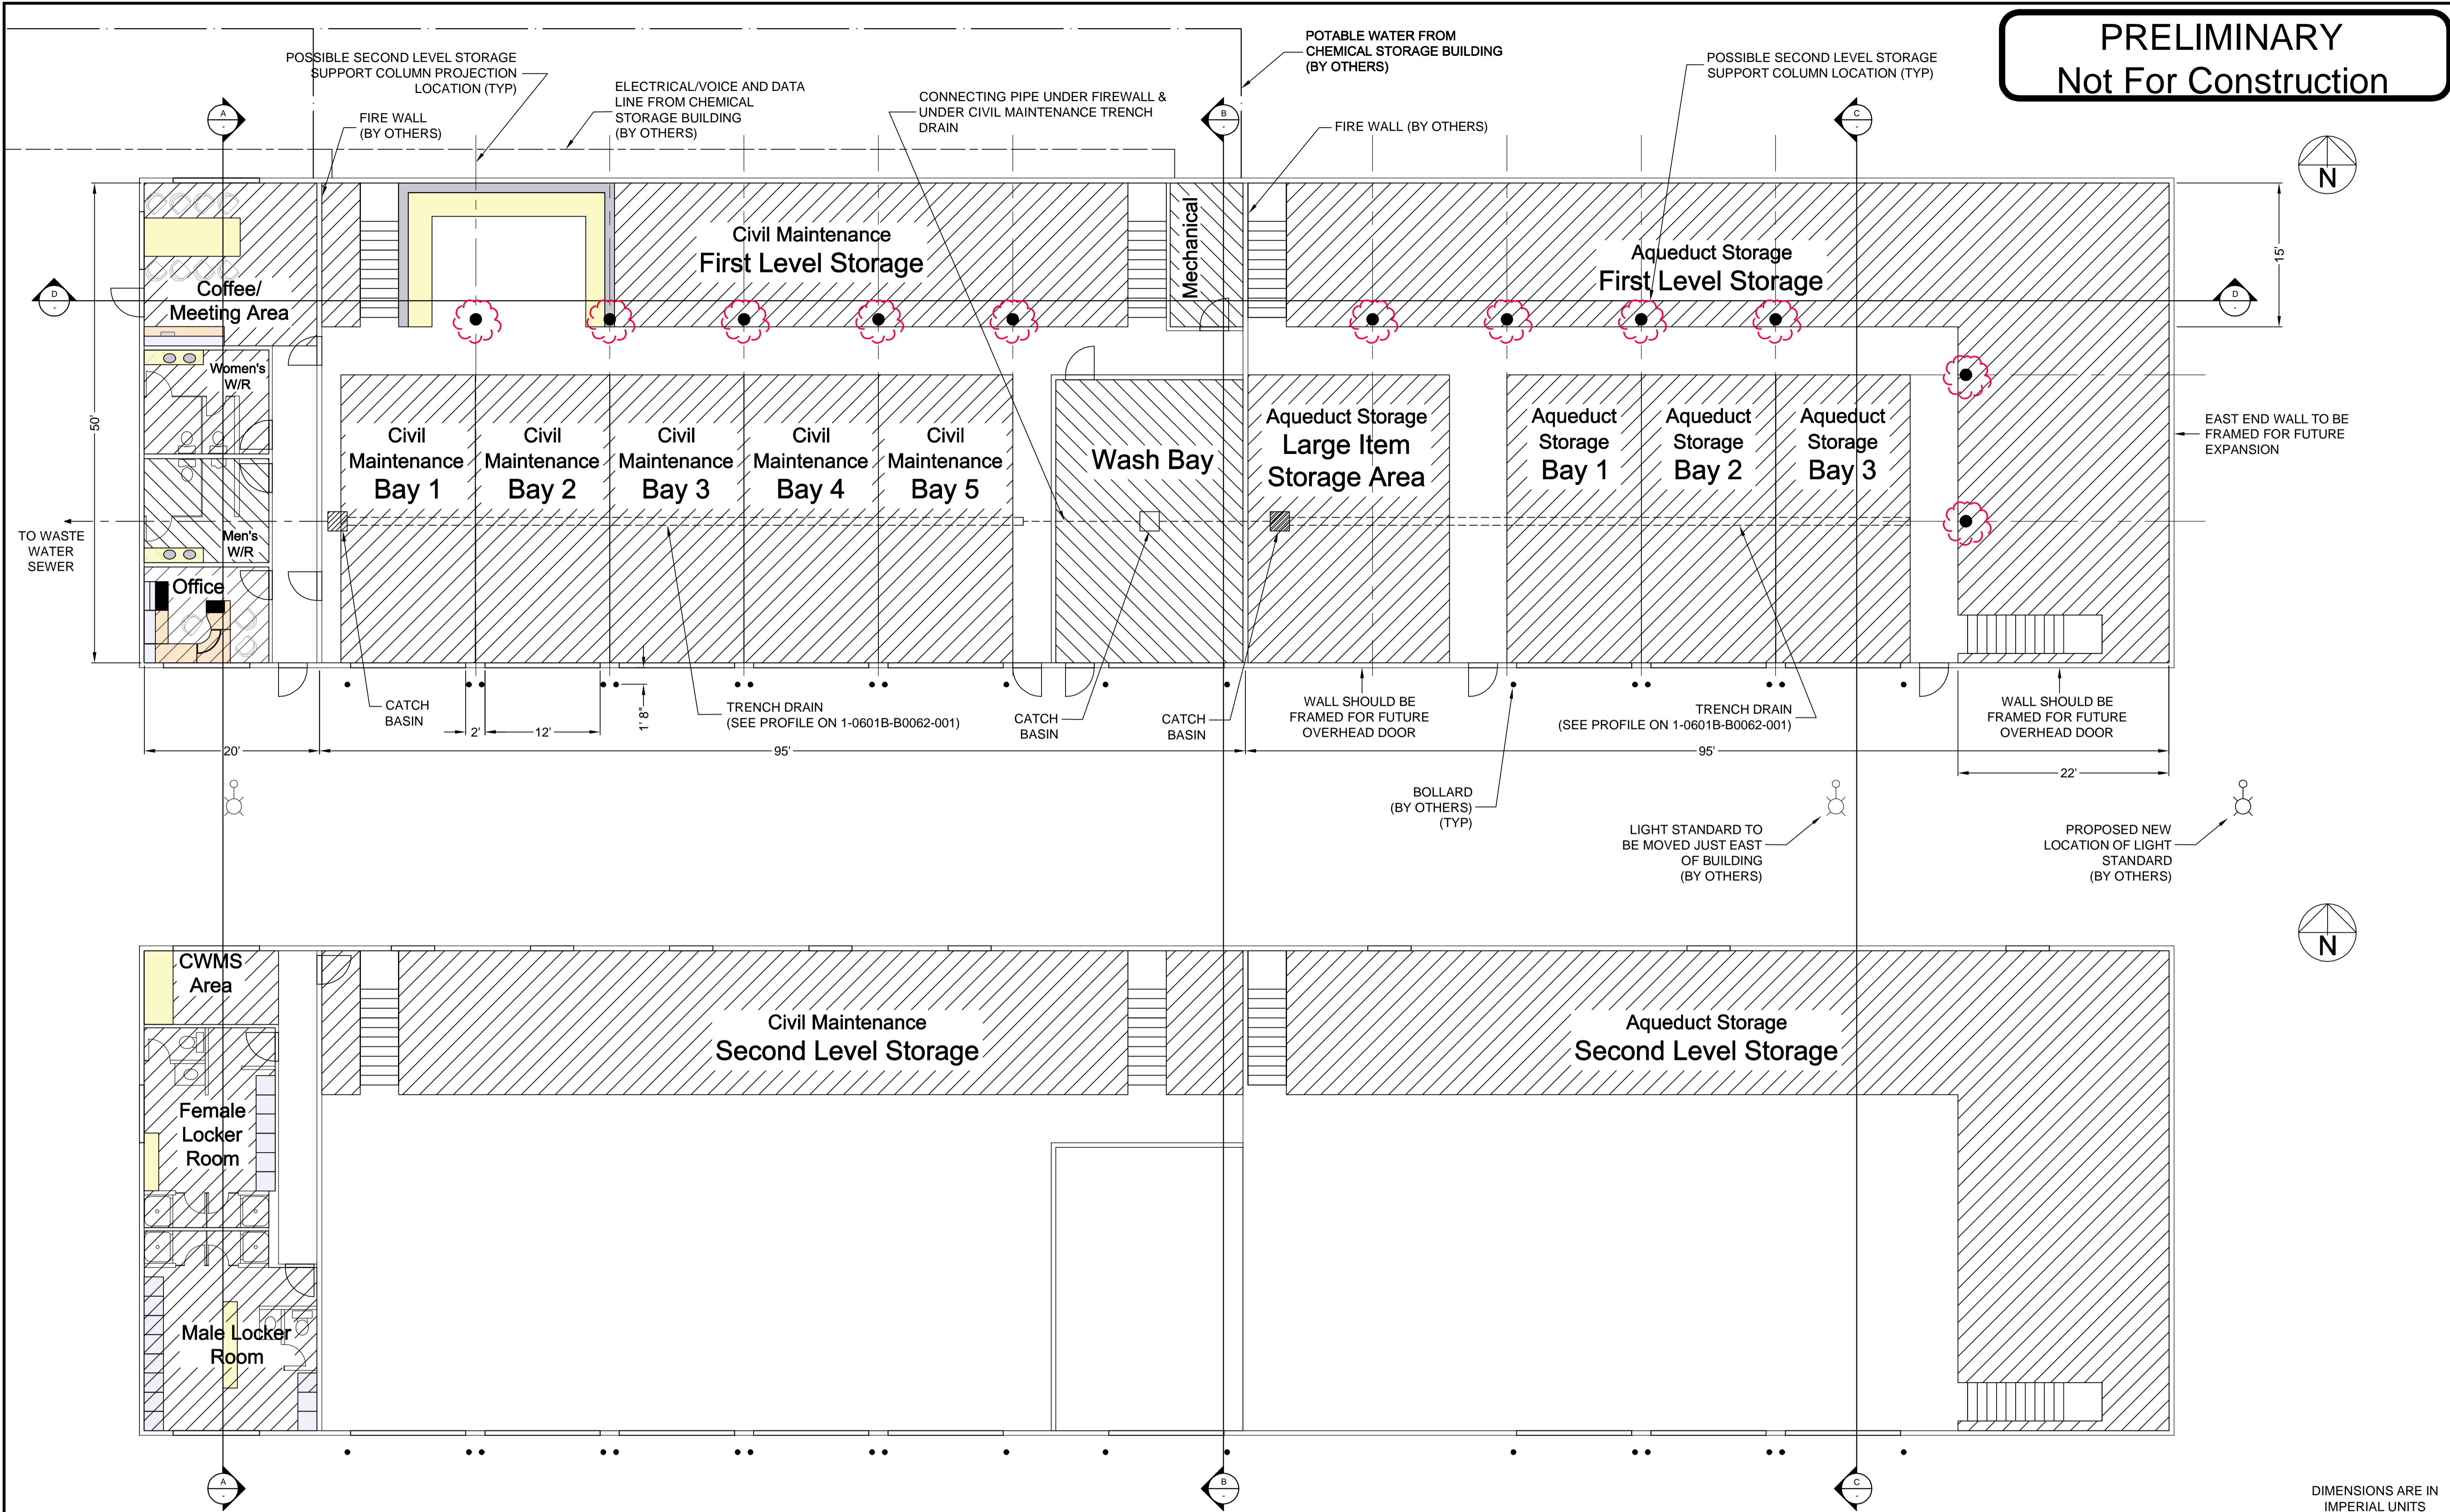 PRELIMINARY
Not For Construction
POSSIBLE SECOND LEVEL STORAGE
SUPPORT COLUMN PROJECTION
LOCATION (TYP)
FIRE WALL
(BY OTHERS)
ELECTRICAL/VOICE AND DATA
LINE FROM CHEMICAL
STORAGE BUILDING
(BY OTHERS)
CONNECTING PIPE UNDER FIREWALL &
UNDER CIVIL MAINTENANCE TRENCH
DRAIN
POTABLE WATER FROM
CHEMICAL STORAGE BUILDING
(BY OTHERS)
FIRE WALL (BY OTHERS)
POSSIBLE SECOND LEVEL STORAGE
SUPPORT COLUMN LOCATION (TYP)
A
-
B
-
C
-
N
D
-
D
-
Coffee/
Meeting Area
Civil Maintenance
First Level Storage
Mechanical
Aqueduct Storage
First Level Storage
15'
50'
Women's
W/R
Men's
W/R
Office
TO WASTE
WATER
SEWER
Civil
Maintenance
Bay 1
Civil
Maintenance
Bay 2
Civil
Maintenance
Bay 3
Civil
Maintenance
Bay 4
Civil
Maintenance
Bay 5
Wash Bay
Aqueduct Storage
Large Item
Storage Area
Aqueduct
Storage
Bay 1
Aqueduct
Storage
Bay 2
Aqueduct
Storage
Bay 3
EAST END WALL TO BE
FRAMED FOR FUTURE
EXPANSION
CATCH
BASIN
2'
12'
1' 8"
TRENCH DRAIN
(SEE PROFILE ON 1-0601B-B0062-001)
CATCH
BASIN
CATCH
BASIN
WALL SHOULD BE
FRAMED FOR FUTURE
OVERHEAD DOOR
TRENCH DRAIN
(SEE PROFILE ON 1-0601B-B0062-001)
WALL SHOULD BE
FRAMED FOR FUTURE
OVERHEAD DOOR
20'
95'
95'
22'
BOLLARD
(BY OTHERS)
(TYP)
LIGHT STANDARD TO
BE MOVED JUST EAST
OF BUILDING
(BY OTHERS)
PROPOSED NEW
LOCATION OF LIGHT
STANDARD
(BY OTHERS)
N
CWMS
Area
Civil Maintenance
Second Level Storage
Aqueduct Storage
Second Level Storage
Female
Locker
Room
Male Locker
Room
A
-
B
-
C
-
DIMENSIONS ARE IN
IMPERIAL UNITS